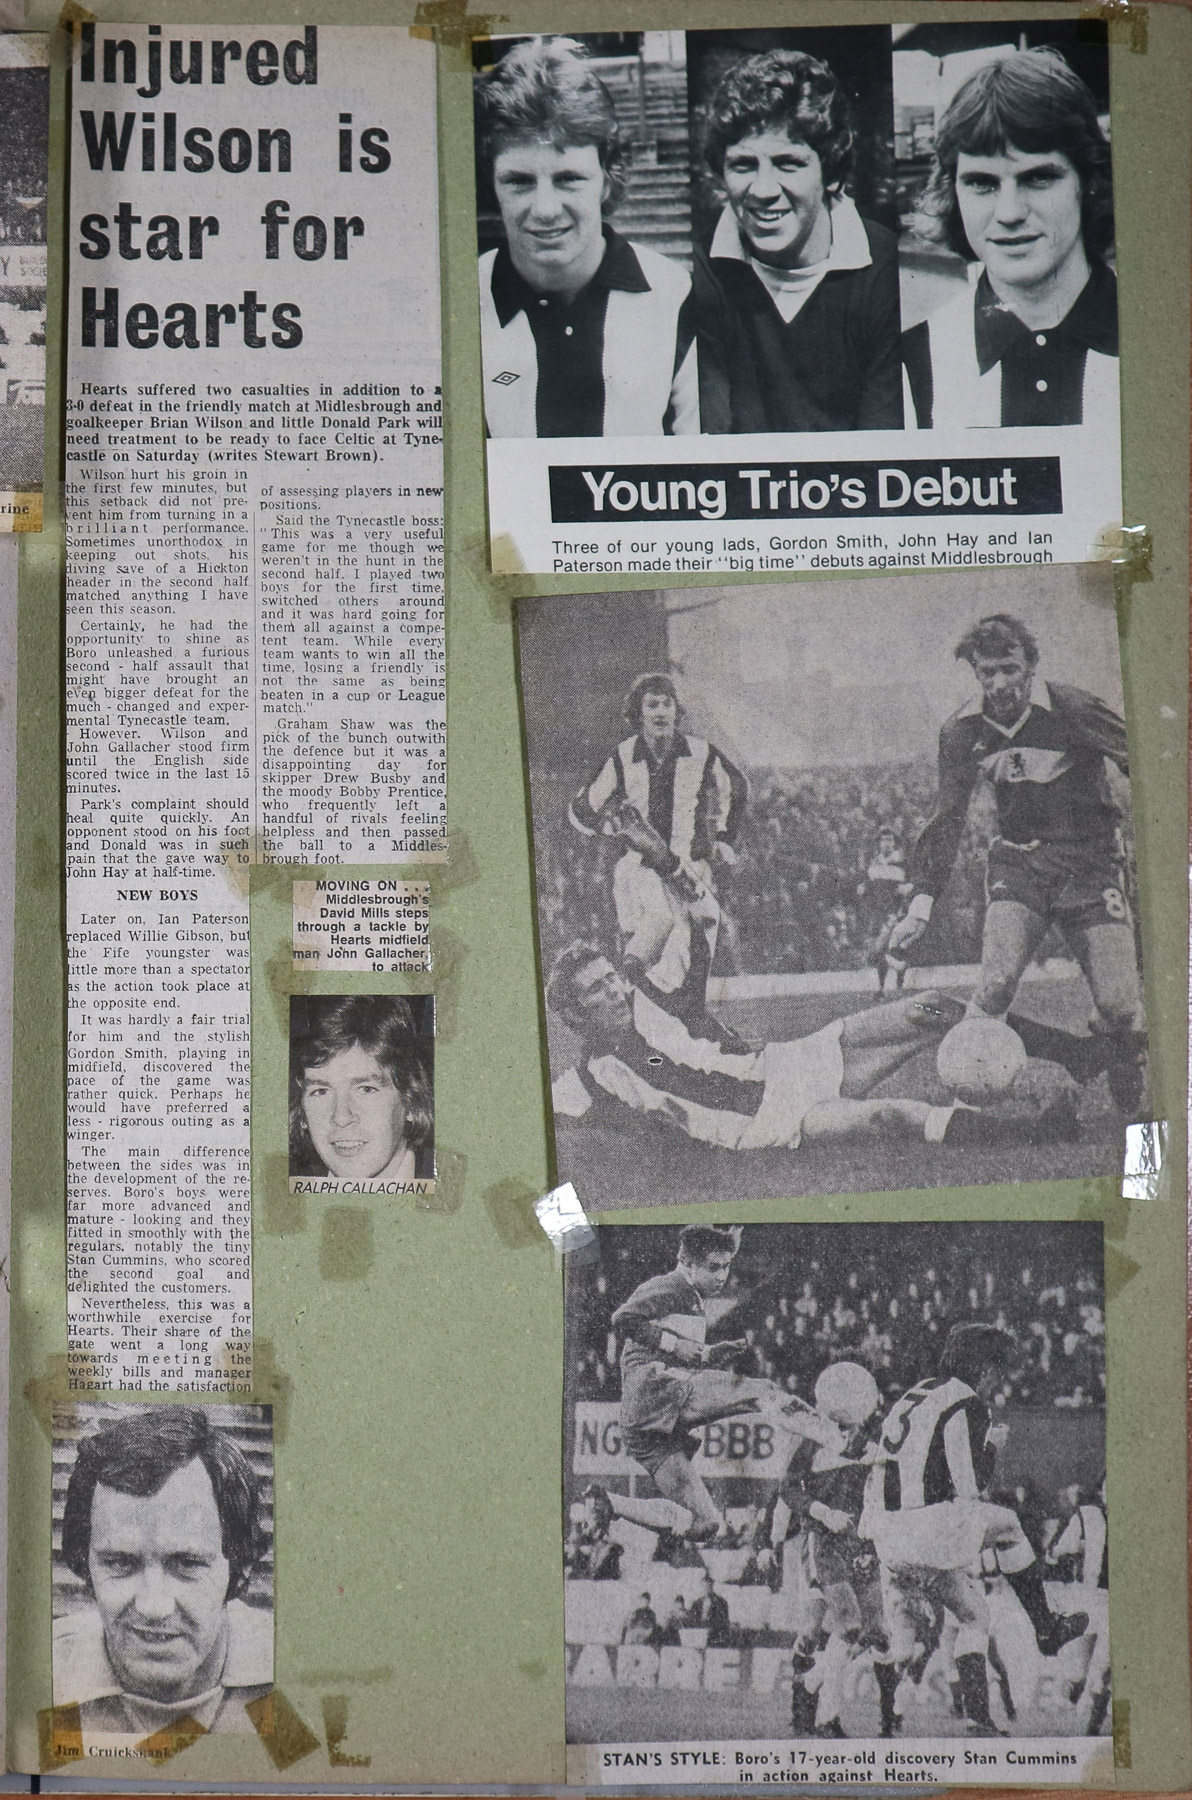 Injured
Wilson is
star for
Hearts
Hearts suffered two casualties in addition to a
3-0 defeat in the friendly match at Midlesbrough and
goalkeeper Brian Wilson and little Donald Park will
need treatment to be ready to face Celtic at Tyne-
castle on Saturday (writes Stewart Brown).
Wilson hurt his groin in
the first few minutes, but
this setback did not pre-
vent him from turning in a
brilliant performance.
Sometimes unorthodox in
keeping out shots, his
diving save of a Hickton
header in the second half
matched anything I have
seen this season.
Certainly, he had the
opportunity to shine as
Boro unleashed a furious
second - half assault that
might have brought an
even bigger defeat for the
much - changed and exper-
mental Tynecastle team.
However, Wilson and
John Gallacher stood firm
until the English side
scored twice in the last 15
minutes.
Park's complaint should
heal quite quickly. An
opponent stood on his foot
and Donald was in such
pain that the gave way to
John Hay at half-time.
NEW BOYS
Later on, Ian Paterson
replaced Willie Gibson, but
the Fife youngster was
little more than a spectator
as the action took place at
the opposite end.
It was hardly a fair trial
for him and the stylish
Gordon Smith, playing in
midfield, discovered the
pace of the game was
rather quick. Perhaps he
would have preferred a
less - rigorous outing as a
winger.
The main difference
between the sides was in
the development of the re-
serves. Boro's boys were
far more advanced and
mature - looking and they
fitted in smoothly with the
regulars, notably the tiny
Stan Cummins, who scored
the second goal and
delighted the customers.
Nevertheless, this was a
worthwhile exercise for
Hearts. Their share of the
gate went a long way
towards meeting the
weekly bills and manager
Hagart had the satisfaction
of assessing players in new
positions.
Said the Tynecastle boss:
"This was a very useful
game for me though we
weren't in the hunt in the
second half. I played two
boys for the first time,
switched others around
and it was hard going for
them all against a compe-
tent team. While every
team wants to win all the
time, losing a friendly is
not the same as being
beaten in a cup or League
match."
Graham Shaw was the
pick of the bunch outwith
the defence but it was a
disappointing day for
skipper Drew Busby and
the moody Bobby Prentice,
who frequently left a
handful of rivals feeling
helpless and then passed
the ball to a Middles-
brough foot.
MOVING ON . . .
Middlesbrough's
David Mills steps
through a tackle by
Hearts midfield
man John Gallacher,
to attack
RALPH CALLACHAN
Jim Cruickshank
Young Trio's Debut
Three of our young lads, Gordon Smith, John Hay and Ian
Paterson made their "big time" debuts against Middlesbrough
8
3
NG
BBB
STAN'S STYLE: Boro's 17-year-old discovery Stan Cummins
in action against Hearts.
rine